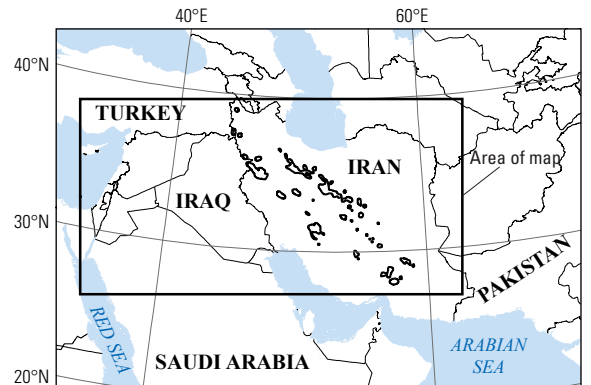 40°E
60°E
40°N
TURKEY
IRAN
Area of map
IRAQ
30°N
PAKISTAN
RED SEA
ARABIAN
SEA
SAUDI ARABIA
20°N